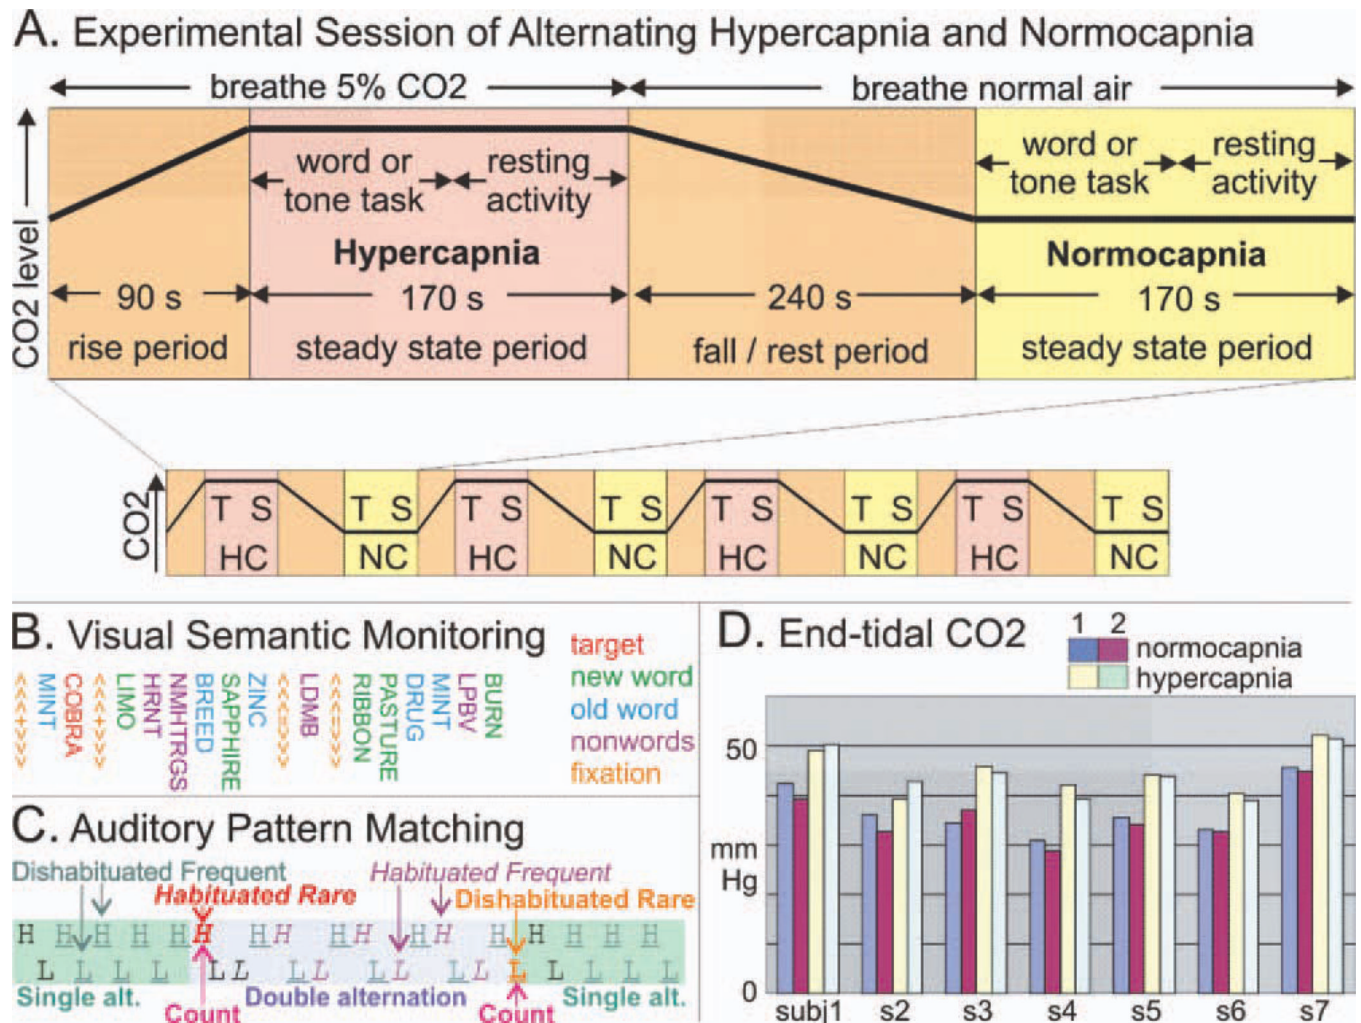 A. Experimental Session of Alternating Hypercapnia and Normocapnia
breathe 5% CO2
breathe normal air
CO2 level
word or tone task
resting activity
word or tone task
resting activity
Hypercapnia
Normocapnia
90 s
170 s
240 s
170 s
rise period
steady state period
fall / rest period
steady state period
CO2
T S
T S
T S
T S
T S
T S
T S
T S
HC
NC
HC
NC
HC
NC
HC
NC
B. Visual Semantic Monitoring
<<<+>>>
MINT
COBRA
<<<+>>>
LIMO
HRNT
NMHTRGS
BREED
SAPPHIRE
ZINC
<<<=>>>
LDMB
<<<=>>>
RIBBON
PASTURE
DRUG
MINT
LPBV
BURN
target
new word
old word
nonwords
fixation
C. Auditory Pattern Matching
Dishabituated Frequent
Habituated Frequent
Habituated Rare
Dishabituated Rare
H H H H H H H H H H H H H H H H H H
L L L L L L L L L L L L L L L L L
Single alt.
Double alternation
Single alt.
Count
Count
D. End-tidal CO2
1 2
normocapnia
hypercapnia
50
mm
Hg
0
subj1 s2 s3 s4 s5 s6 s7